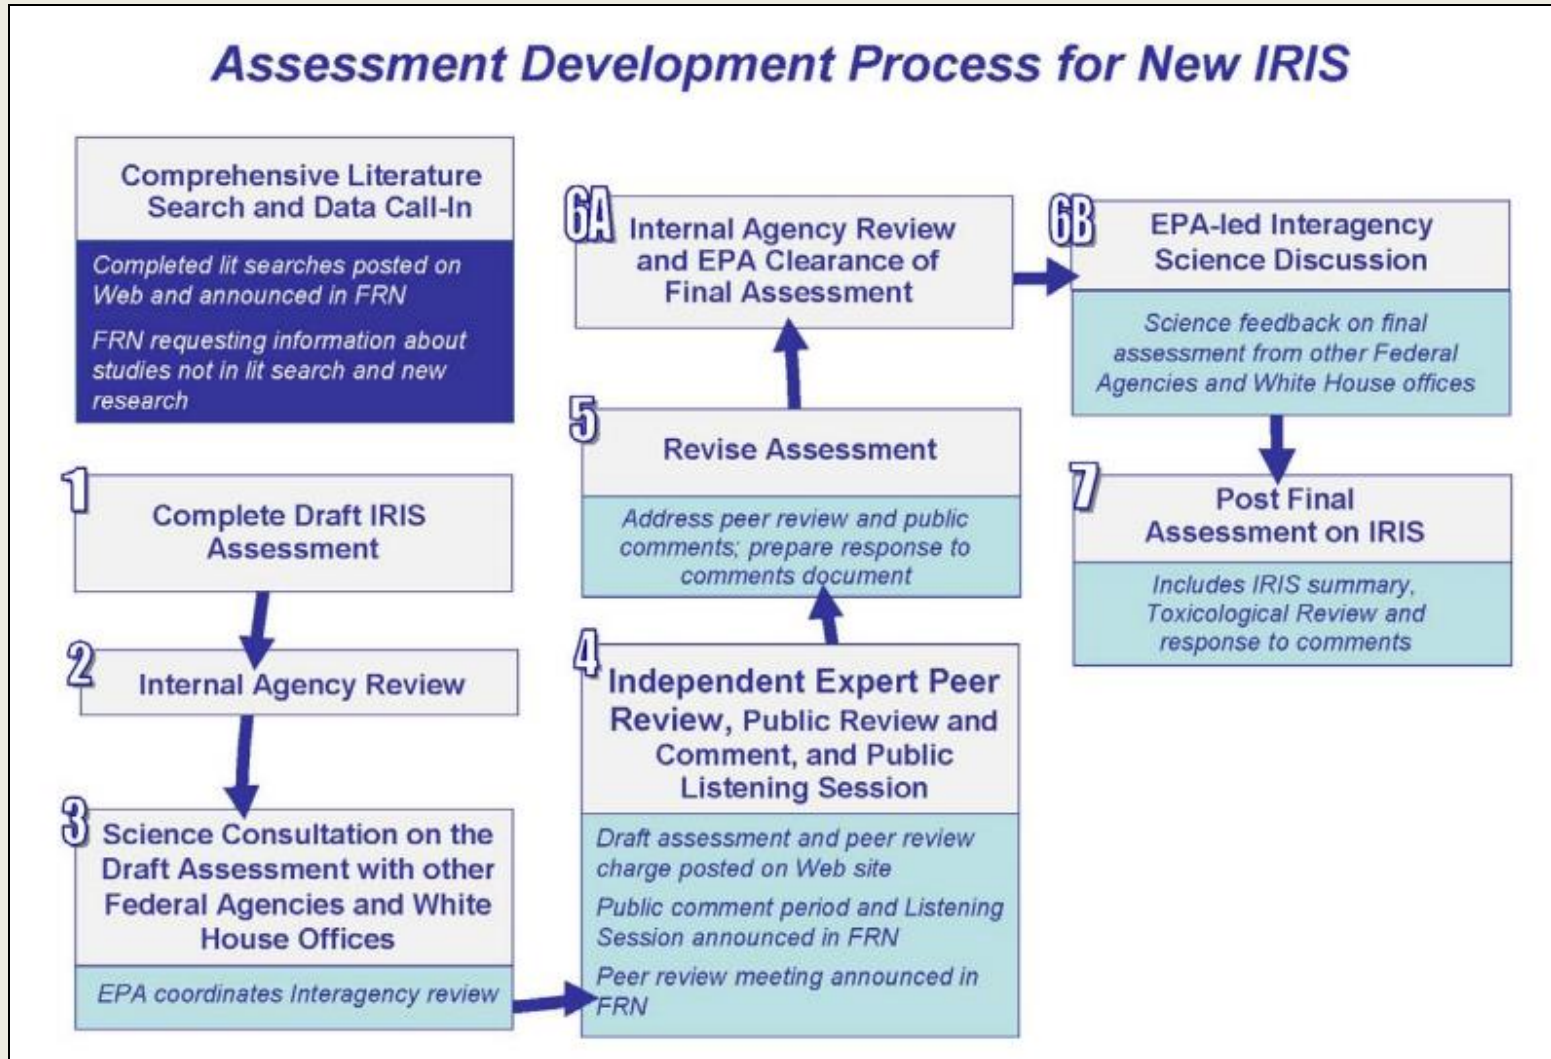 Assessment Development Process for New IRIS
Comprehensive Literature
Search and Data Call-In
Completed lit searches posted on
Web and announced in FRN
FRN requesting information about
studies not in lit search and new
research
1
Complete Draft IRIS
Assessment
2
Internal Agency Review
3
Science Consultation on the
Draft Assessment with other
Federal Agencies and White
House Offices
EPA coordinates Interagency review
4
Independent Expert Peer
Review, Public Review and
Comment, and Public
Listening Session
Draft assessment and peer review
charge posted on Web site
Public comment period and Listening
Session announced in FRN
Peer review meeting announced in
FRN
5
Revise Assessment
Address peer review and public
comments; prepare response to
comments document
6A
Internal Agency Review
and EPA Clearance of
Final Assessment
6B
EPA-led Interagency
Science Discussion
Science feedback on final
assessment from other Federal
Agencies and White House offices
7
Post Final
Assessment on IRIS
Includes IRIS summary,
Toxicological Review and
response to comments